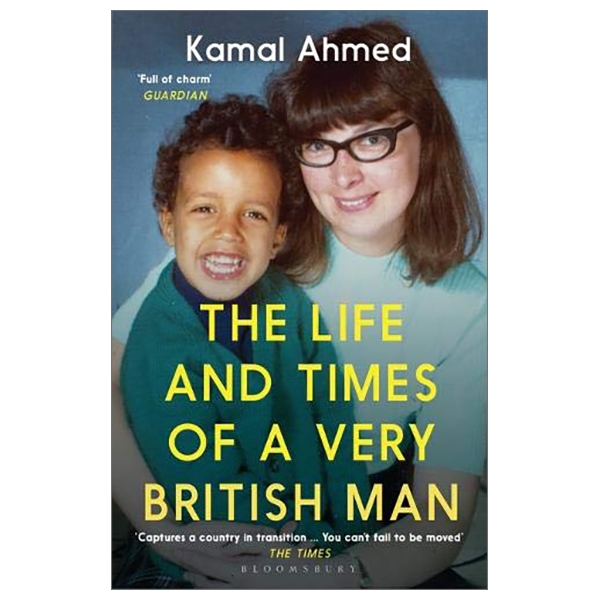 Kamal Ahmed
'Full of charm'
GUARDIAN
THE LIFE
AND TIMES
OF A VERY
BRITISH MAN
'Captures a country in transition ... You can't fail to be moved'
THE TIMES
BLOOMSBURY